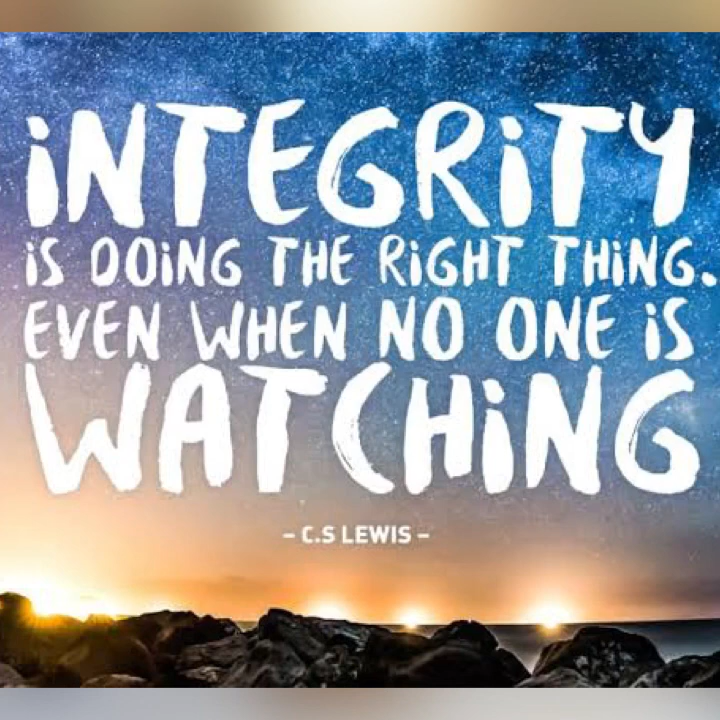 INTEGRITY
IS DOING THE RIGHT THING.
EVEN WHEN NO ONE IS
WATCHING
– C.S LEWIS –